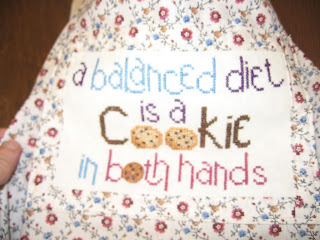 a balanced diet
is a
Cookie
in both hands